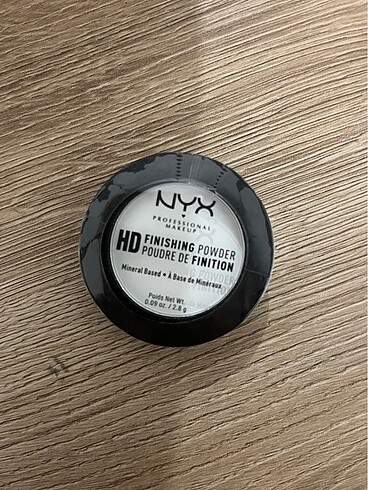 NYX
PROFESSIONAL
MAKEUP
HD FINISHING POWDER
POUDRE DE FINITION
Mineral Based • À Base de Minéraux
Poids Net Wt.
0.09 oz. / 2.8 g